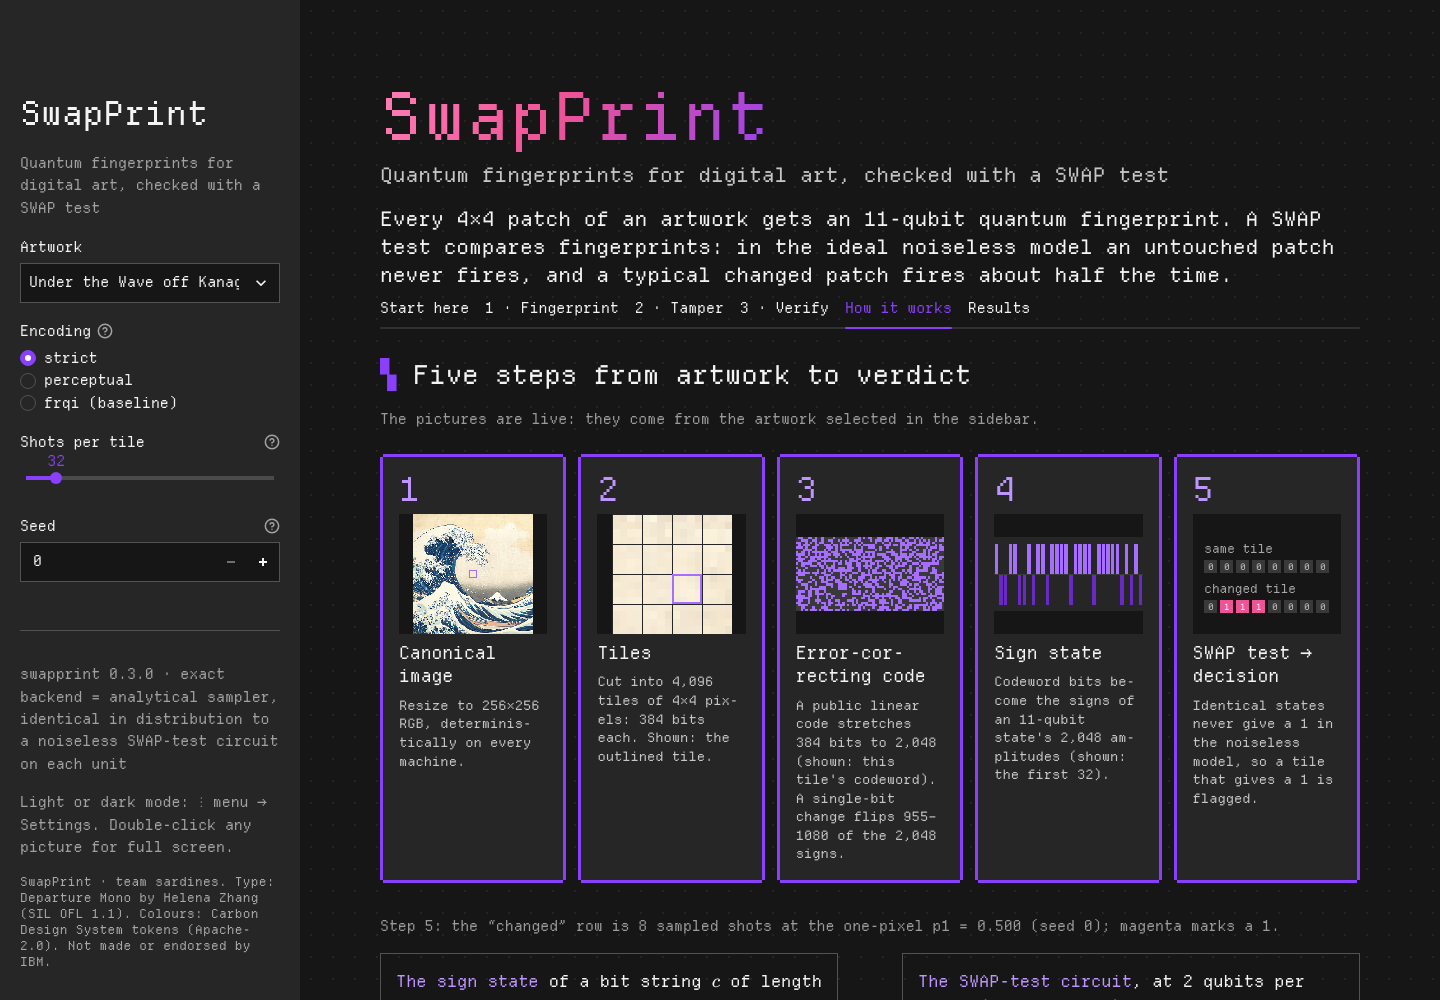 SwapPrint
Quantum fingerprints for
digital art, checked with a
SWAP test
Artwork
Under the Wave off Kanag
Encoding
strict
perceptual
frqi (baseline)
Shots per tile
32
Seed
0
swapprint 0.3.0 · exact
backend = analytical sampler,
identical in distribution to
a noiseless SWAP-test circuit
on each unit
Light or dark mode: ⋮ menu →
Settings. Double-click any
picture for full screen.
SwapPrint · team sardines. Type:
Departure Mono by Helena Zhang
(SIL OFL 1.1). Colours: Carbon
Design System tokens (Apache-
2.0). Not made or endorsed by
IBM.
SwapPrint
Quantum fingerprints for digital art, checked with a SWAP test
Every 4×4 patch of an artwork gets an 11-qubit quantum fingerprint. A SWAP
test compares fingerprints: in the ideal noiseless model an untouched patch
never fires, and a typical changed patch fires about half the time.
Start here 1 · Fingerprint 2 · Tamper 3 · Verify How it works Results
Five steps from artwork to verdict
The pictures are live: they come from the artwork selected in the sidebar.
1
Canonical
image
Resize to 256×256
RGB, determinis-
tically on every
machine.
2
Tiles
Cut into 4,096
tiles of 4×4 pix-
els: 384 bits
each. Shown: the
outlined tile.
3
Error-cor-
recting code
A public linear
code stretches
384 bits to 2,048
(shown: this
tile's codeword).
A single-bit
change flips 955–
1080 of the 2,048
signs.
4
Sign state
Codeword bits be-
come the signs of
an 11-qubit
state's 2,048 am-
plitudes (shown:
the first 32).
5
same tile
0 0 0 0 0 0 0 0
changed tile
0 1 1 1 0 0 0 0
SWAP test →
decision
Identical states
never give a 1 in
the noiseless
model, so a tile
that gives a 1 is
flagged.
Step 5: the “changed” row is 8 sampled shots at the one-pixel p1 = 0.500 (seed 0); magenta marks a 1.
The sign state of a bit string c of length
The SWAP-test circuit, at 2 qubits per